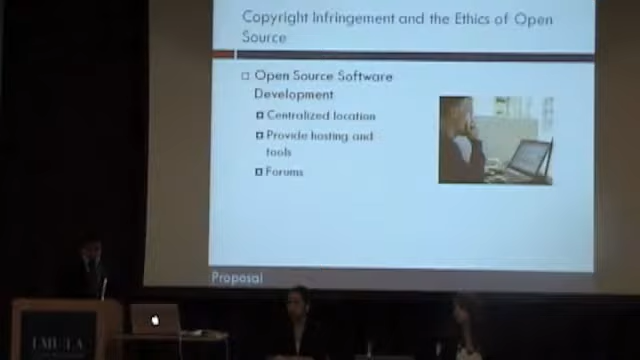 Copyright Infringement and the Ethics of Open
Source
Open Source Software
Development
Centralized location
Provide hosting and
tools
Forums
Proposal